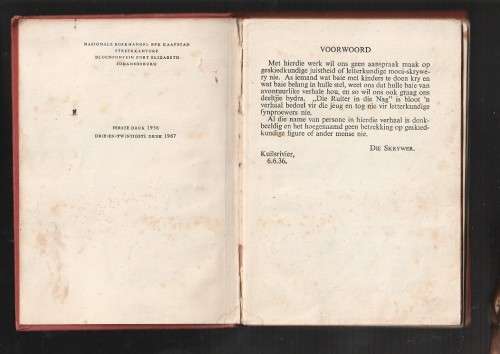 NASIONALE BOEKHANDEL BPK KAAPSTAD
STREEKKANTORE
BLOEMFONTEIN PORT ELIZABETH
JOHANNESBURG
EERSTE DRUK 1936
DRIE-EN-TWINTIGSTE DRUK 1967
VOORWOORD
Met hierdie werk wil ons geen aanspraak maak op
geskiedkundige juistheid of letterkundige mooi-skrywe-
ry nie. As iemand wat baie met kinders te doen kry en
wat baie belang in hulle stel, weet ons dat hulle baie van
avontuurlike verhale hou, en so wil ons ook graag ons
deeltjie bydra. „Die Ruiter in die Nag” is bloot 'n
verhaal bedoel vir die jeug en tog nie vir letterkundige
fynproewers nie.
Al die name van persone in hierdie verhaal is denk-
beeldig en het hoegenaamd geen betrekking op geskied-
kundige figure of ander mense nie.
DIE SKRYWER.
Kuilsrivier,
6.6.36.